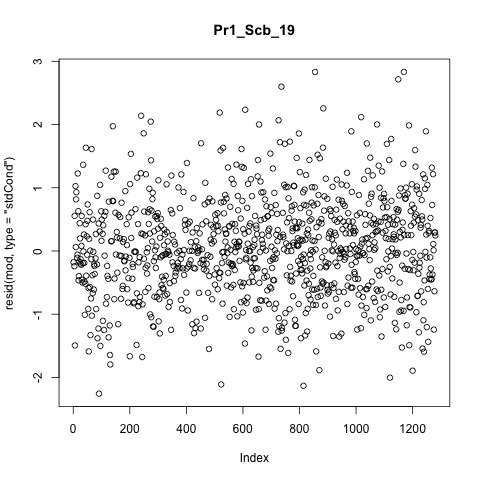 Pr1_Scb_19
resid(mod, type = "stdCond")
3
2
1
0
-1
-2
0 200 400 600 800 1000 1200
Index